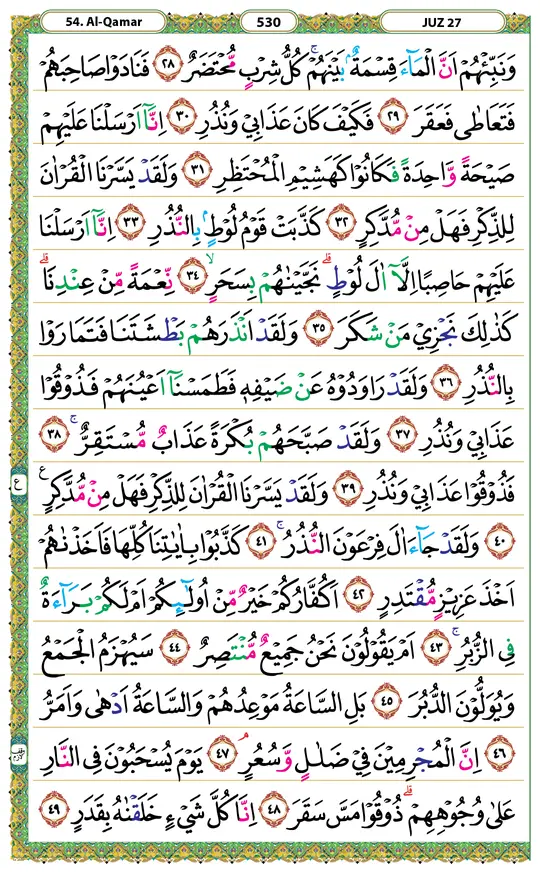 54. Al-Qamar
530
JUZ 27
وَنَبِّئْهُمْ اَنَّ الْمَاۤءَ قِسْمَةٌ ۢ بَيْنَهُمْۚ كُلُّ شِرْبٍ مُّحْتَضَرٌ ٢٨ فَنَادَوْا صَاحِبَهُمْ
فَتَعَاطٰى فَعَقَرَ ٢٩ فَكَيْفَ كَانَ عَذَابِيْ وَنُذُرِ ٣٠ اِنَّآ اَرْسَلْنَا عَلَيْهِمْ
صَيْحَةً وَّاحِدَةً فَكَانُوْا كَهَشِيْمِ الْمُحْتَظِرِ ٣١ وَلَقَدْ يَسَّرْنَا الْقُرْاٰنَ
لِلذِّكْرِ فَهَلْ مِنْ مُّدَّكِرٍ ٣٢ كَذَّبَتْ قَوْمُ لُوْطٍ ۢ بِالنُّذُرِ ٣٣ اِنَّآ اَرْسَلْنَا
عَلَيْهِمْ حَاصِبًا اِلَّآ اٰلَ لُوْطٍ ۗنَجَّيْنٰهُمْ بِسَحَرٍۙ ٣٤ نِّعْمَةً مِّنْ عِنْدِنَاۗ
كَذٰلِكَ نَجْزِيْ مَنْ شَكَرَ ٣٥ وَلَقَدْ اَنْذَرَهُمْ بَطْشَتَنَا فَتَمَارَوْا
بِالنُّذُرِ ٣٦ وَلَقَدْ رَاوَدُوْهُ عَنْ ضَيْفِهٖ فَطَمَسْنَآ اَعْيُنَهُمْ فَذُوْقُوْا
عَذَابِيْ وَنُذُرِ ٣٧ وَلَقَدْ صَبَّحَهُمْ بُكْرَةً عَذَابٌ مُّسْتَقِرٌّۚ ٣٨
فَذُوْقُوْا عَذَابِيْ وَنُذُرِ ٣٩ وَلَقَدْ يَسَّرْنَا الْقُرْاٰنَ لِلذِّكْرِ فَهَلْ مِنْ مُّدَّكِرٍ ࣖ
ع
٤٠ وَلَقَدْ جَاۤءَ اٰلَ فِرْعَوْنَ النُّذُرُۚ ٤١ كَذَّبُوْا بِاٰيٰتِنَا كُلِّهَا فَاَخَذْنٰهُمْ
اَخْذَ عَزِيْزٍ مُّقْتَدِرٍ ٤٢ اَكُفَّارُكُمْ خَيْرٌ مِّنْ اُولٰۤىِٕكُمْ اَمْ لَكُمْ بَرَاۤءَةٌ
فِى الزُّبُرِۚ ٤٣ اَمْ يَقُوْلُوْنَ نَحْنُ جَمِيْعٌ مُّنْتَصِرٌ ٤٤ سَيُهْزَمُ الْجَمْعُ
وَيُوَلُّوْنَ الدُّبُرَ ٤٥ بَلِ السَّاعَةُ مَوْعِدُهُمْ وَالسَّاعَةُ اَدْهٰى وَاَمَرُّ
٤٦ اِنَّ الْمُجْرِمِيْنَ فِيْ ضَلٰلٍ وَّسُعُرٍۘ ٤٧ يَوْمَ يُسْحَبُوْنَ فِى النَّارِ
عَلٰى وُجُوْهِهِمْۗ ذُوْقُوْا مَسَّ سَقَرَ ٤٨ اِنَّا كُلَّ شَيْءٍ خَلَقْنٰهُ بِقَدَرٍ ٤٩